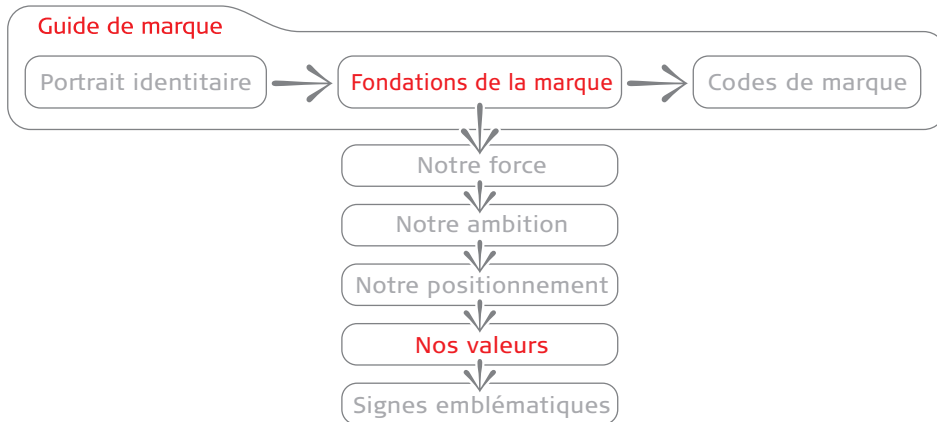 Guide de marque
Portrait identitaire
Fondations de la marque
Codes de marque
Notre force
Notre ambition
Notre positionnement
Nos valeurs
Signes emblématiques